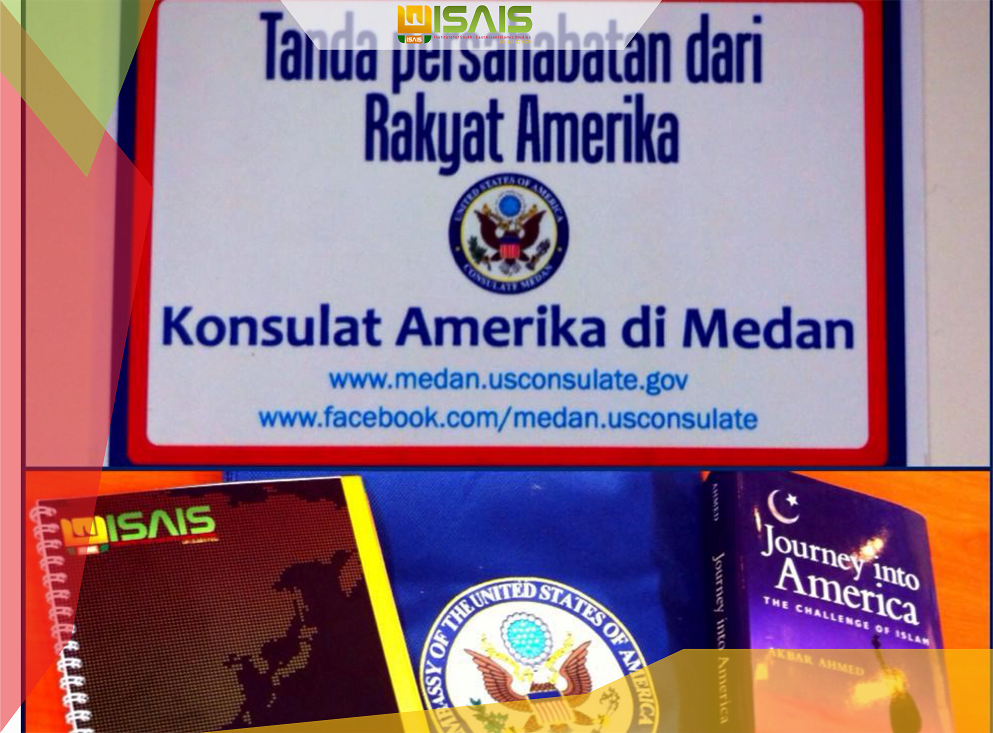 ISAIS
ISAIS
Tanda persahabatan dari
Rakyat Amerika
UNITED STATES OF AMERICA
CONSULATE MEDAN
Konsulat Amerika di Medan
www.medan.usconsulate.gov
www.facebook.com/medan.usconsulate
ISAIS
EMBASSY OF THE UNITED STATES OF AMERICA
AHMED
Journey into America
Journey into
America
THE CHALLENGE OF ISLAM
AKBAR AHMED